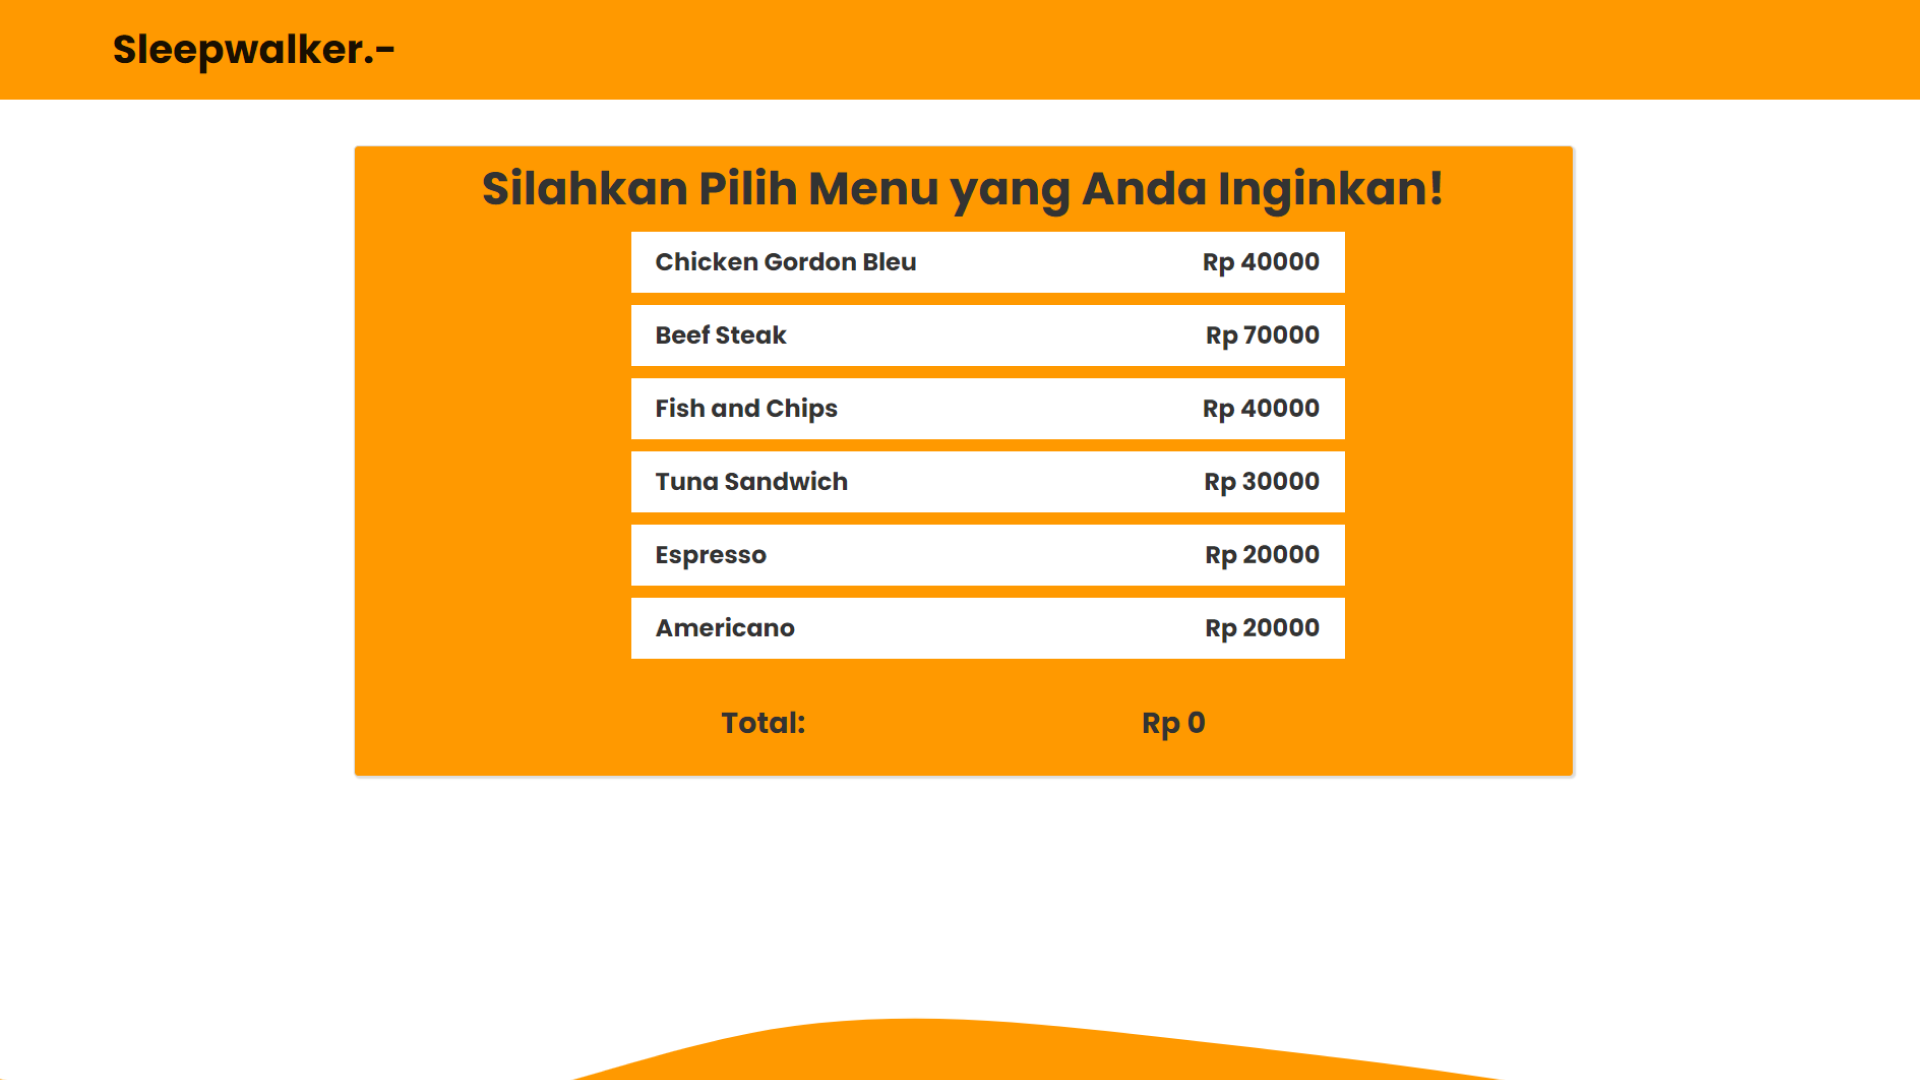 Sleepwalker.-
Silahkan Pilih Menu yang Anda Inginkan!
Chicken Gordon Bleu Rp 40000
Beef Steak Rp 70000
Fish and Chips Rp 40000
Tuna Sandwich Rp 30000
Espresso Rp 20000
Americano Rp 20000
Total: Rp 0